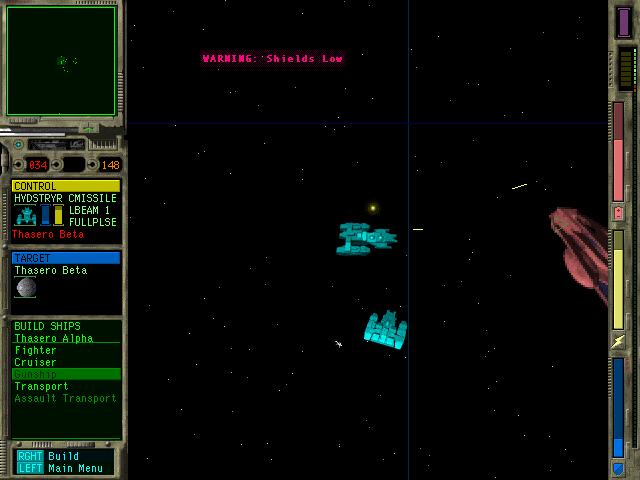 WARNING: Shields Low
034 148
CONTROL
HVDSTRYR CMISSILE
LBEAM 1
FULLPLSE
Thasero Beta
TARGET
Thasero Beta
BUILD SHIPS
Thasero Alpha
Fighter
Cruiser
Gunship
Transport
Assault Transport
RGHT Build
LEFT Main Menu